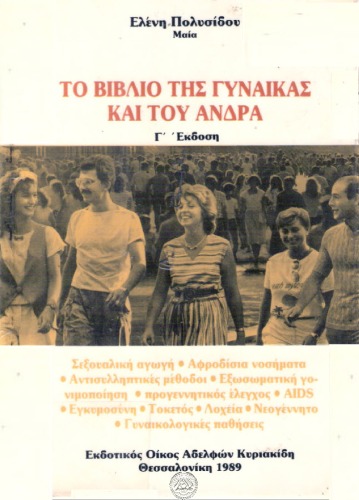 Ελένη Πολυσίδου
Μαία
ΤΟ ΒΙΒΛΙΟ ΤΗΣ ΓΥΝΑΙΚΑΣ
ΚΑΙ ΤΟΥ ΑΝΔΡΑ
Γ΄ Έκδοση
Σεξουαλική αγωγή • Αφροδίσια νοσήματα
• Αντισυλληπτικές μέθοδοι • Εξωσωματική γο-
νιμοποίηση • προγεννητικός έλεγχος • AIDS
• Εγκυμοσύνη • Τοκετός • Λοχεία • Νεογέννητο
• Γυναικολογικές παθήσεις
Εκδοτικός Οίκος Αδελφών Κυριακίδη
Θεσσαλονίκη 1989